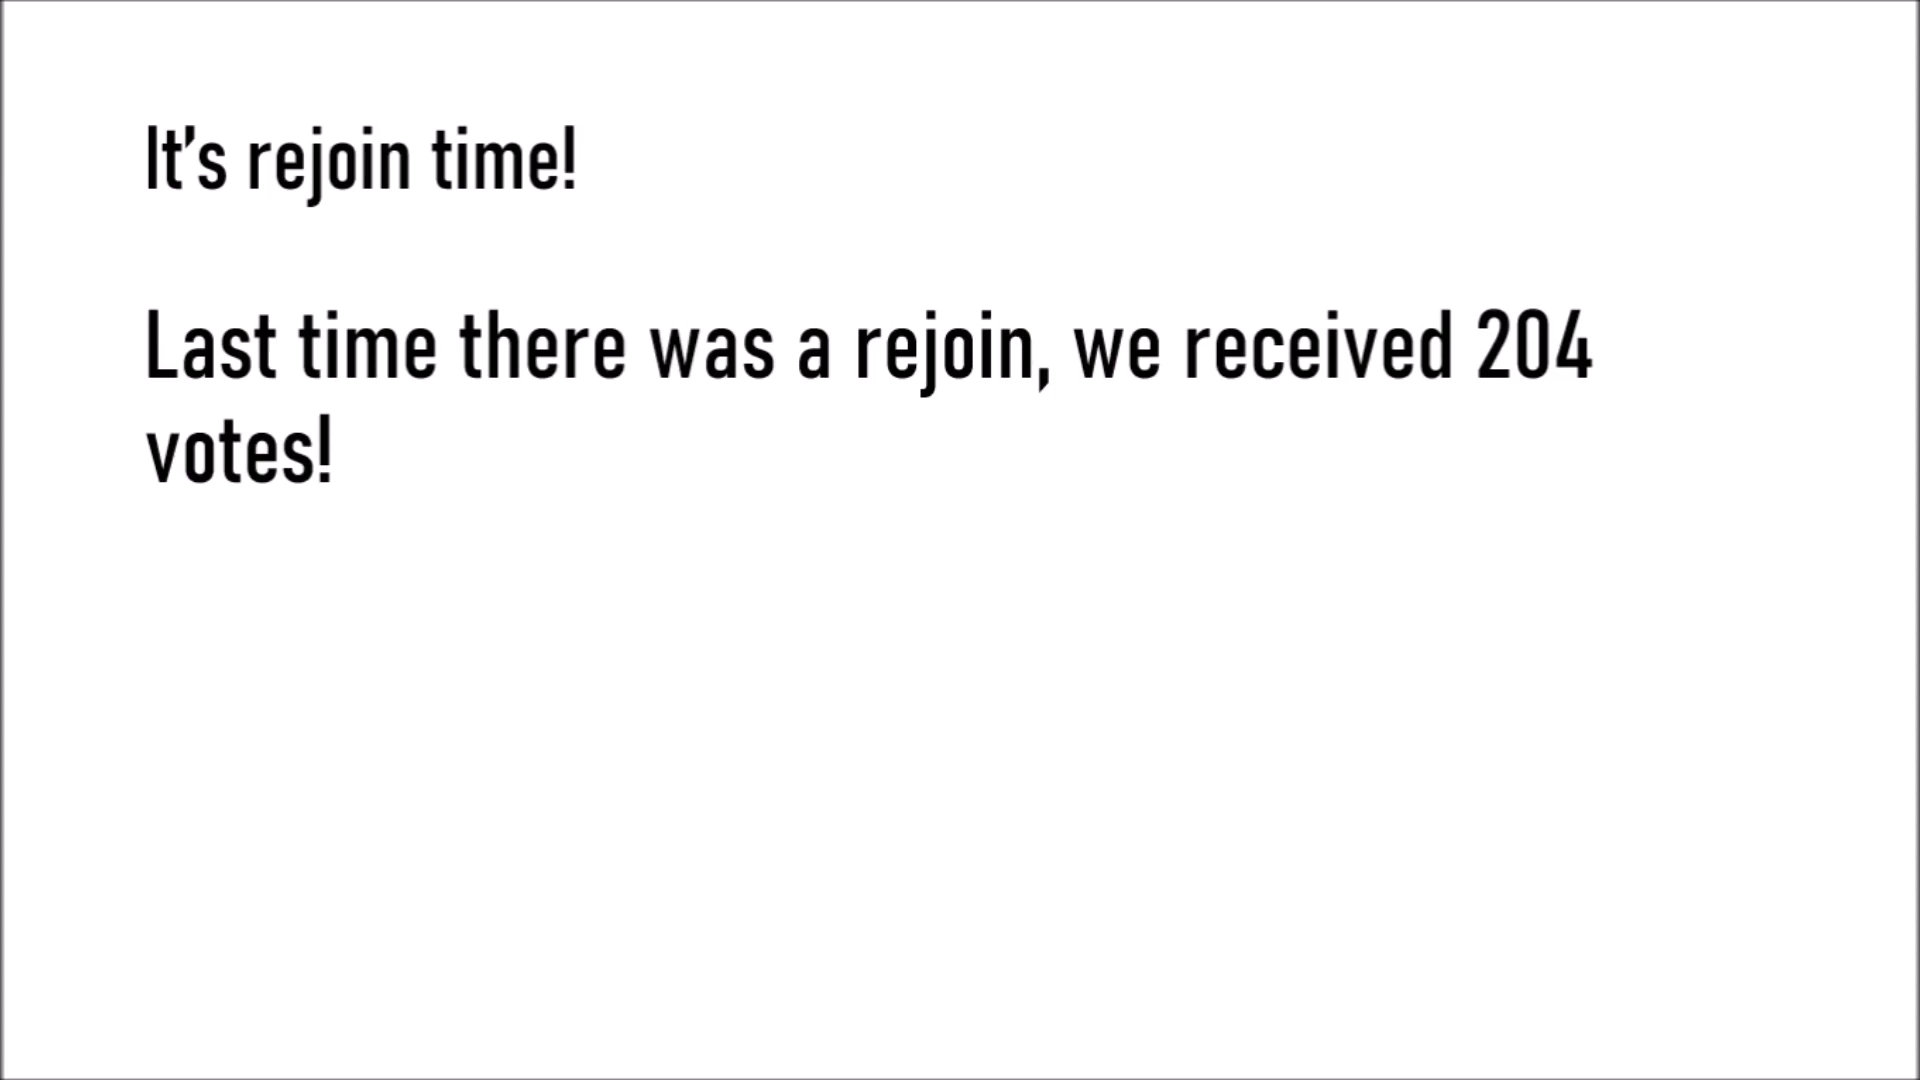 It’s rejoin time!
Last time there was a rejoin, we received 204
votes!